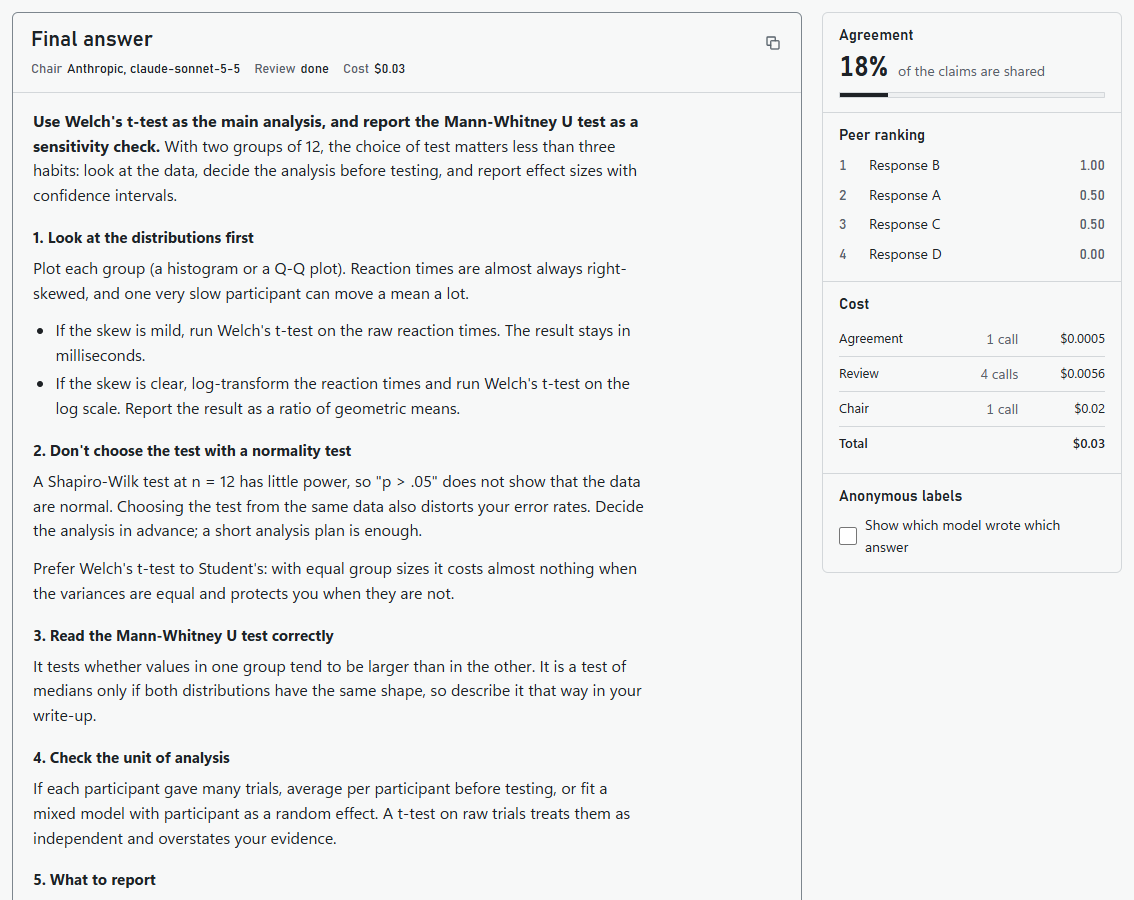 Final answer
Chair Anthropic, claude-sonnet-5-5 Review done Cost $0.03
Use Welch's t-test as the main analysis, and report the Mann-Whitney U test as a
sensitivity check. With two groups of 12, the choice of test matters less than three
habits: look at the data, decide the analysis before testing, and report effect sizes with
confidence intervals.
1. Look at the distributions first
Plot each group (a histogram or a Q-Q plot). Reaction times are almost always right-
skewed, and one very slow participant can move a mean a lot.
• If the skew is mild, run Welch's t-test on the raw reaction times. The result stays in
milliseconds.
• If the skew is clear, log-transform the reaction times and run Welch's t-test on the
log scale. Report the result as a ratio of geometric means.
2. Don't choose the test with a normality test
A Shapiro-Wilk test at n = 12 has little power, so "p > .05" does not show that the data
are normal. Choosing the test from the same data also distorts your error rates. Decide
the analysis in advance; a short analysis plan is enough.
Prefer Welch's t-test to Student's: with equal group sizes it costs almost nothing when
the variances are equal and protects you when they are not.
3. Read the Mann-Whitney U test correctly
It tests whether values in one group tend to be larger than in the other. It is a test of
medians only if both distributions have the same shape, so describe it that way in your
write-up.
4. Check the unit of analysis
If each participant gave many trials, average per participant before testing, or fit a
mixed model with participant as a random effect. A t-test on raw trials treats them as
independent and overstates your evidence.
5. What to report
Agreement
18% of the claims are shared
Peer ranking
1 Response B 1.00
2 Response A 0.50
3 Response C 0.50
4 Response D 0.00
Cost
Agreement 1 call $0.0005
Review 4 calls $0.0056
Chair 1 call $0.02
Total $0.03
Anonymous labels
Show which model wrote which
answer